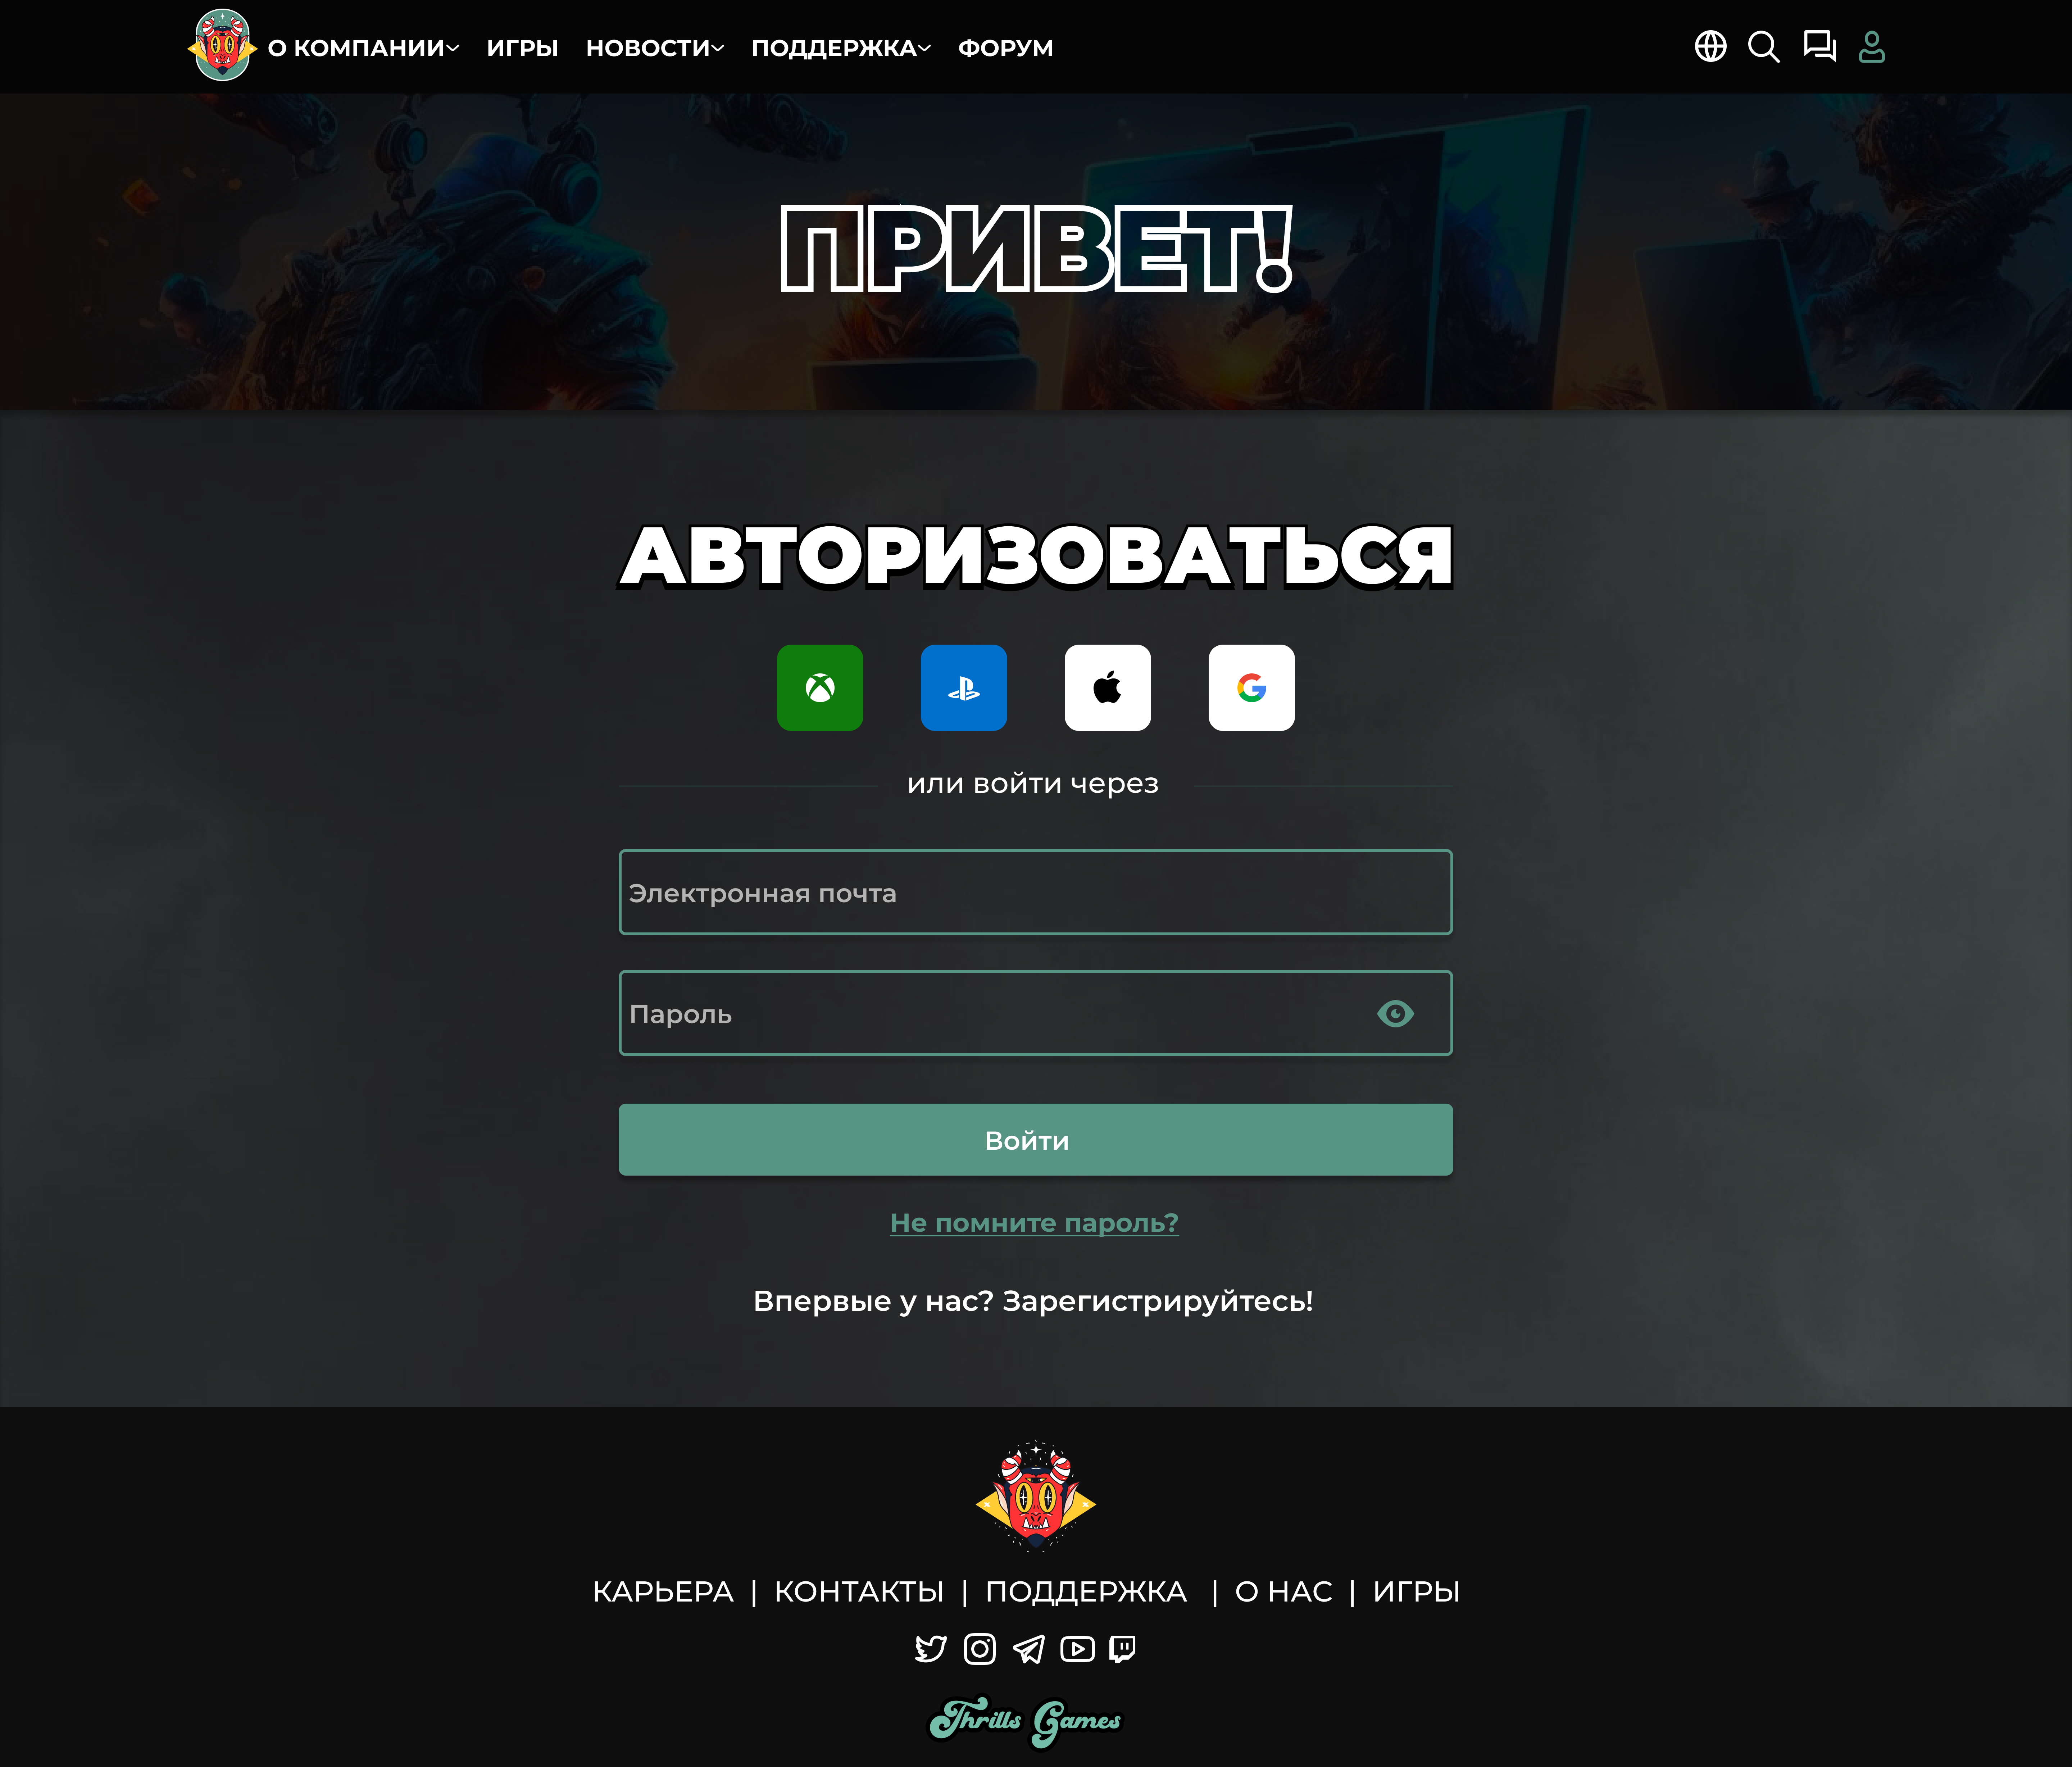 О КОМПАНИИ ИГРЫ НОВОСТИ ПОДДЕРЖКА ФОРУМ
ПРИВЕТ!
АВТОРИЗОВАТЬСЯ
или войти через
Электронная почта
Пароль
Войти
Не помните пароль?
Впервые у нас? Зарегистрируйтесь!
КАРЬЕРА | КОНТАКТЫ | ПОДДЕРЖКА | О НАС | ИГРЫ
Thrills Games